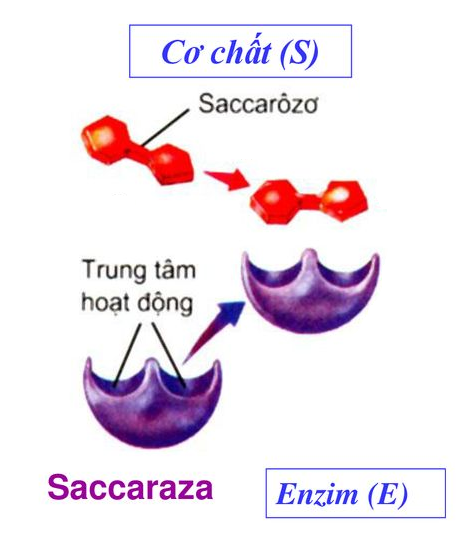 Cơ chất (S)
Saccarôzơ
Trung tâm
hoạt động
Saccaraza
Enzim (E)